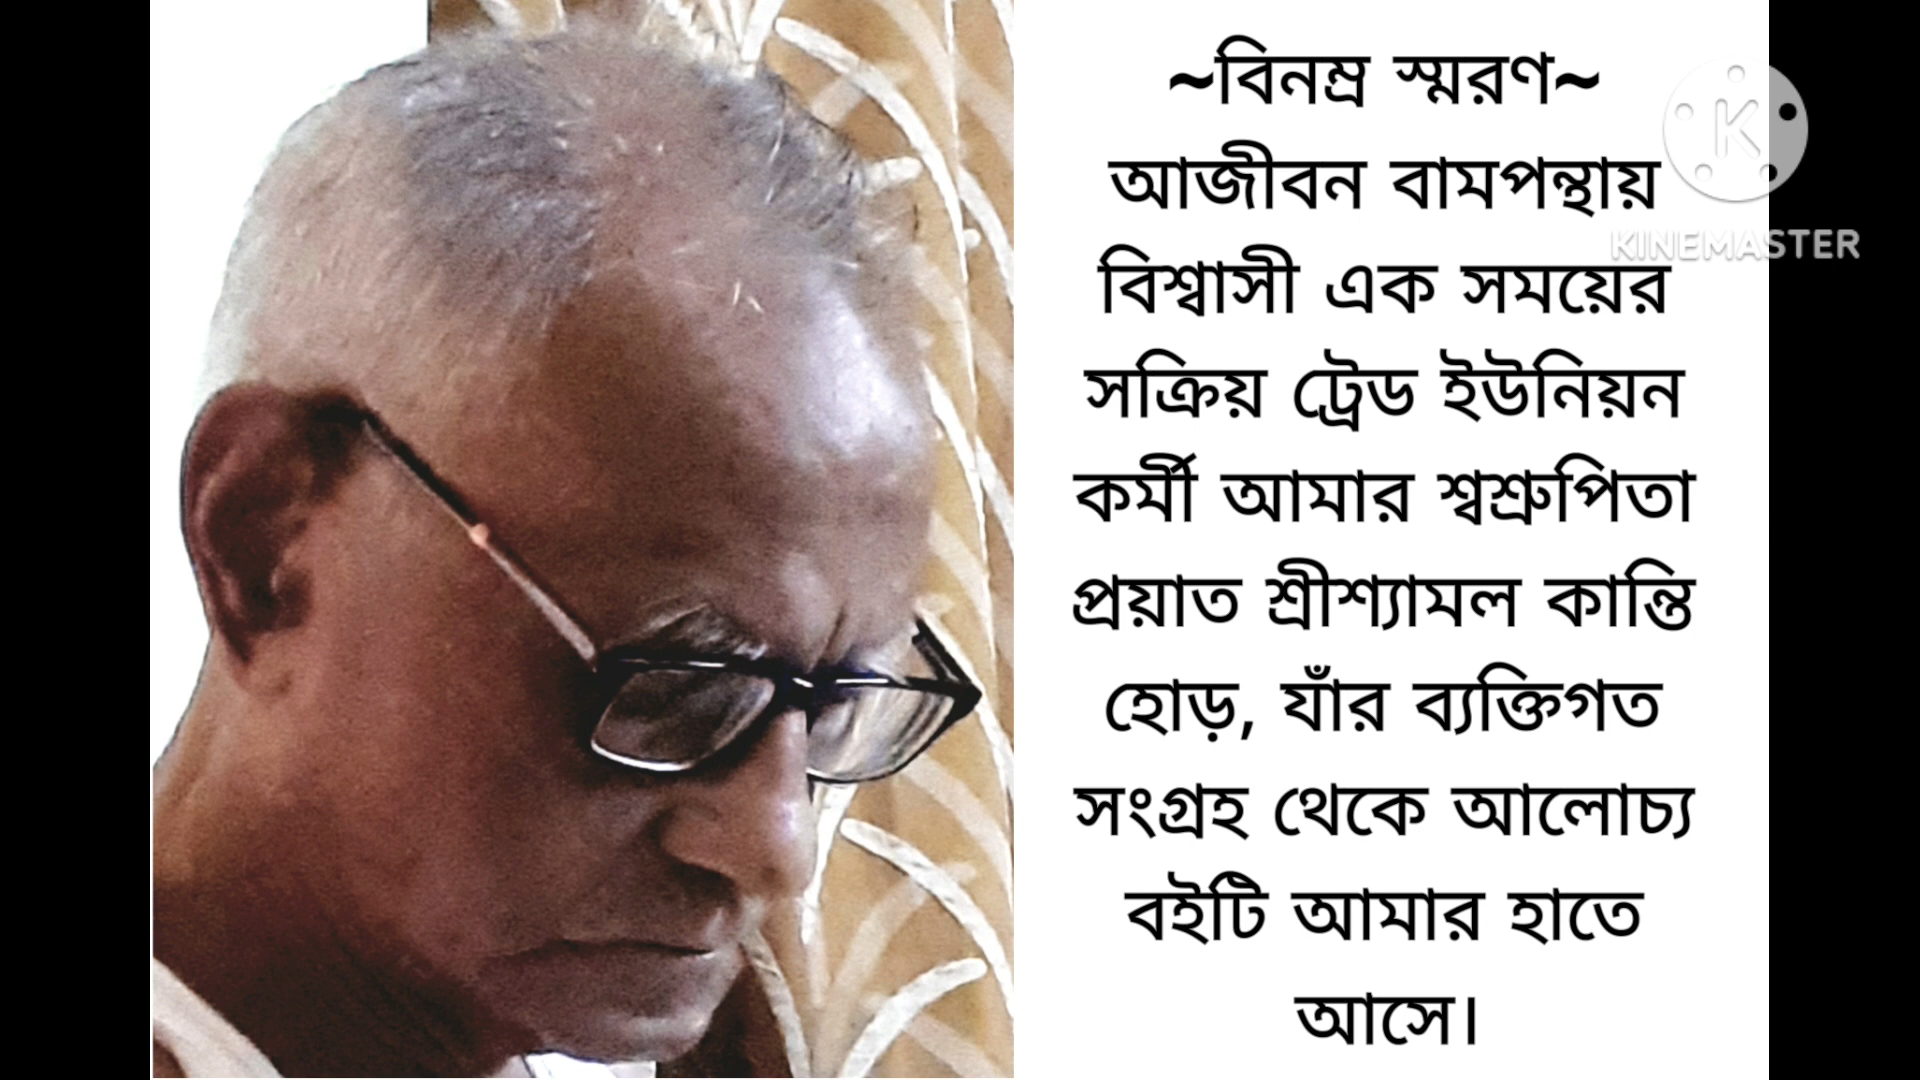 ~বিনম্র স্মরণ~
আজীবন বামপন্থায়
বিশ্বাসী এক সময়ের
সক্রিয় ট্রেড ইউনিয়ন
কর্মী আমার শ্বশ্রুপিতা
প্রয়াত শ্রীশ্যামল কান্তি
হোড়, যাঁর ব্যক্তিগত
সংগ্রহ থেকে আলোচ্য
বইটি আমার হাতে
আসে।
K
KINEMASTER